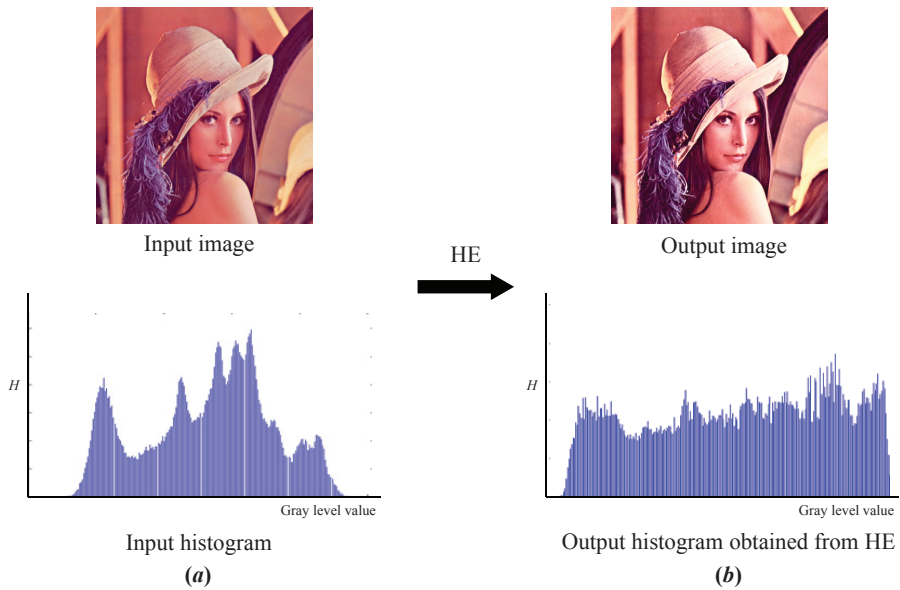 Input image
HE
Output image
H
Gray level value
Input histogram
(a)
H
Gray level value
Output histogram obtained from HE
(b)